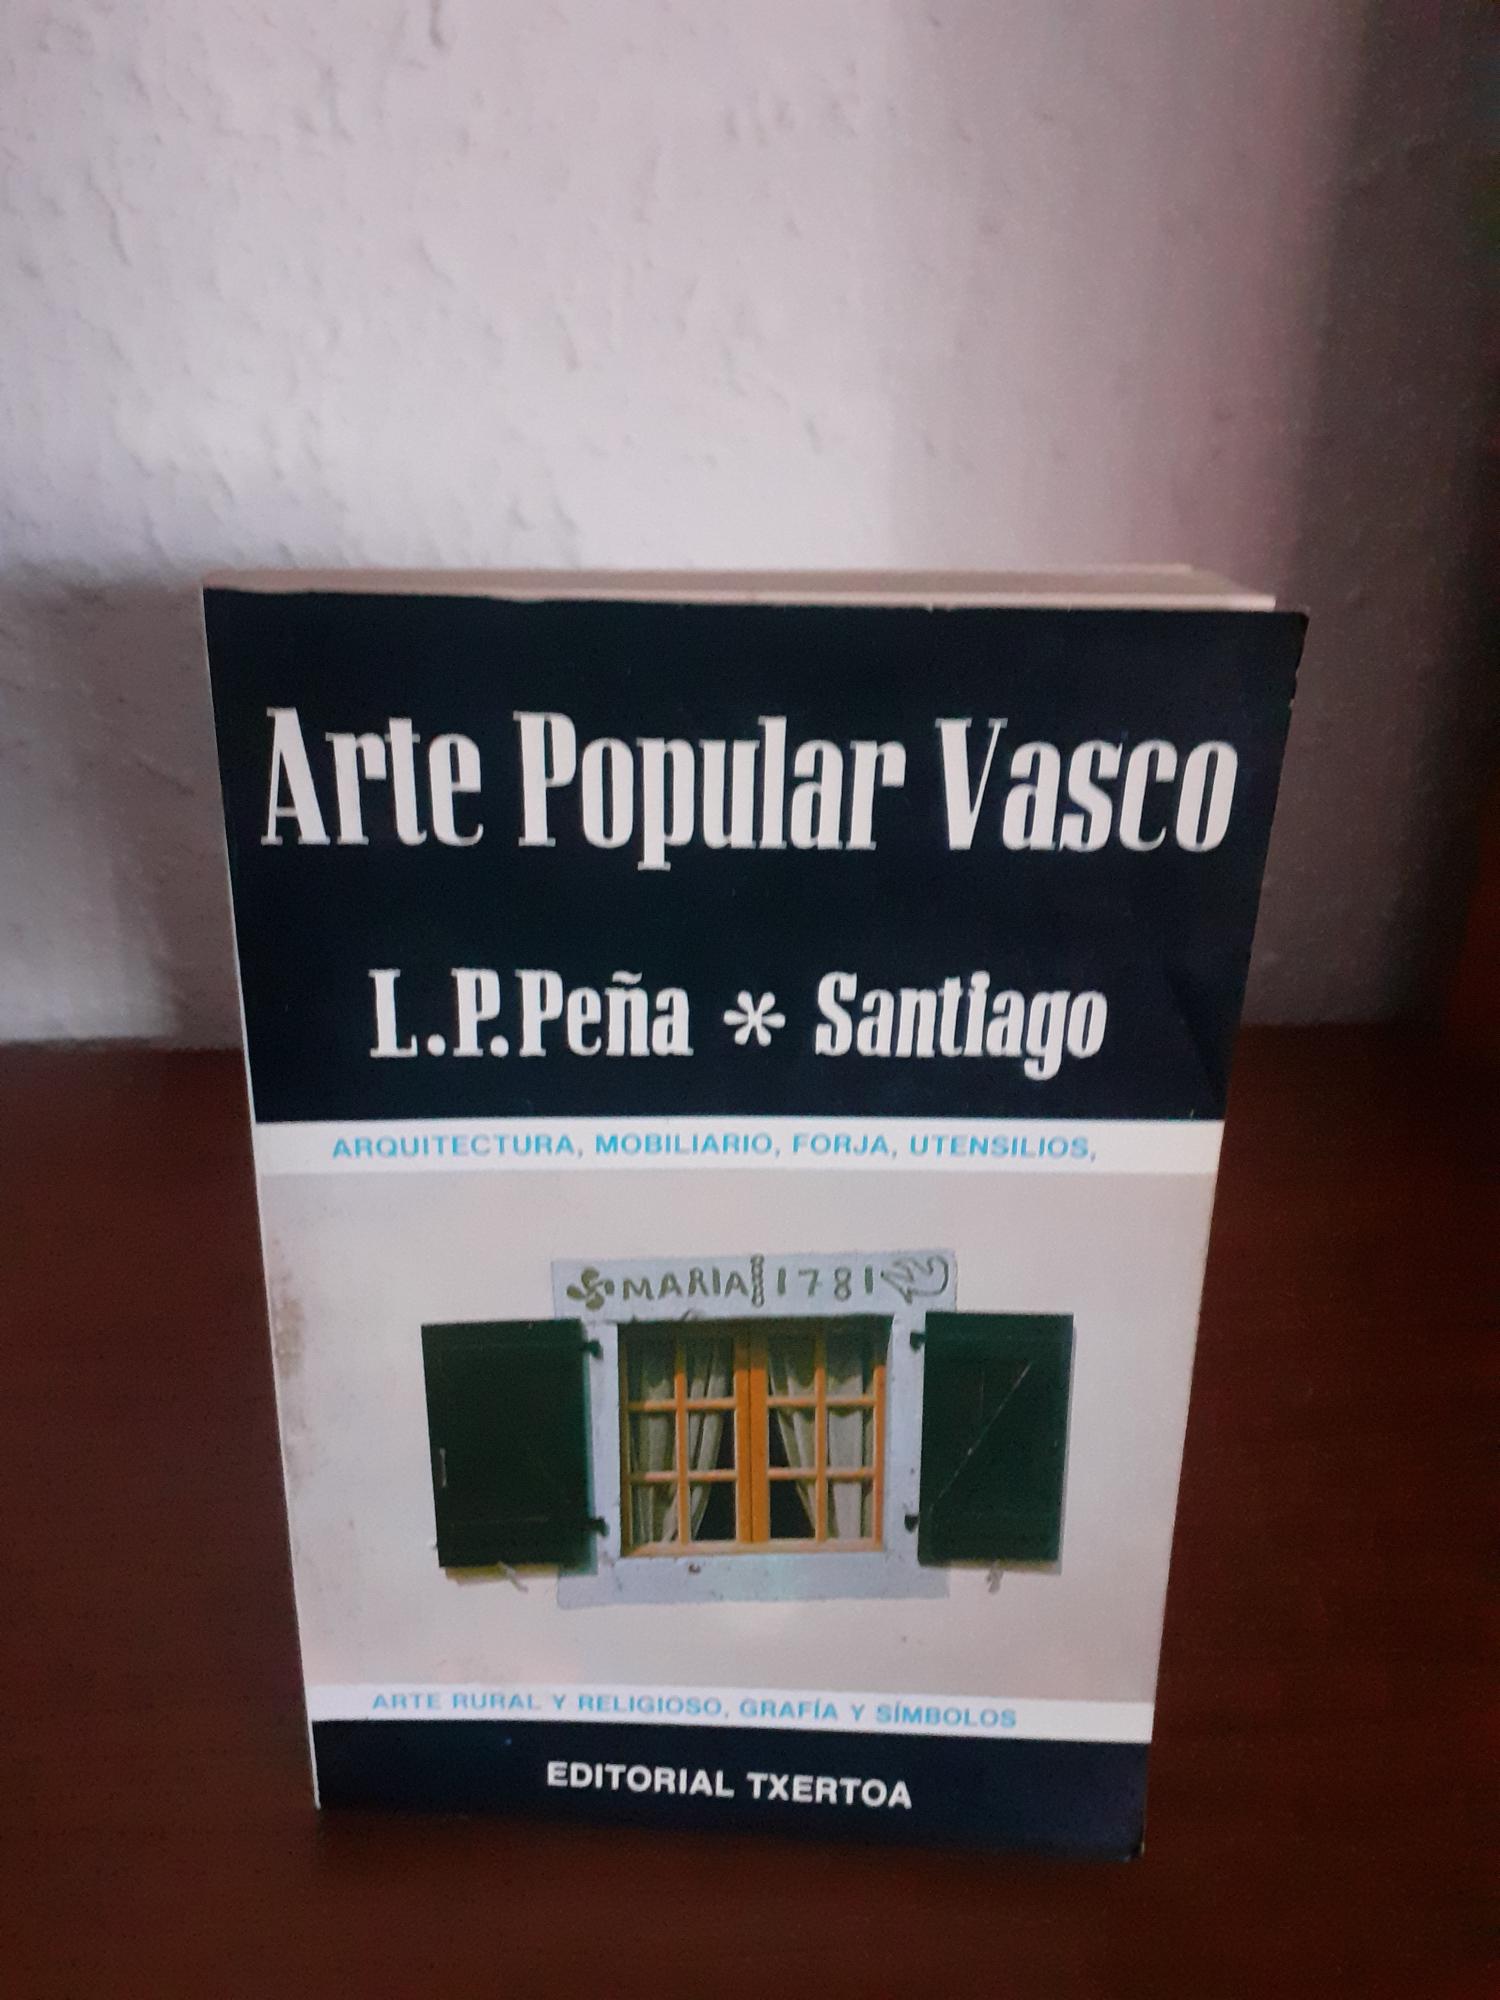 Arte Popular Vasco
L.P.Peña * Santiago
ARQUITECTURA, MOBILIARIO, FORJA, UTENSILIOS,
MARIA 1781
ARTE RURAL Y RELIGIOSO, GRAFÍA Y SÍMBOLOS
EDITORIAL TXERTOA